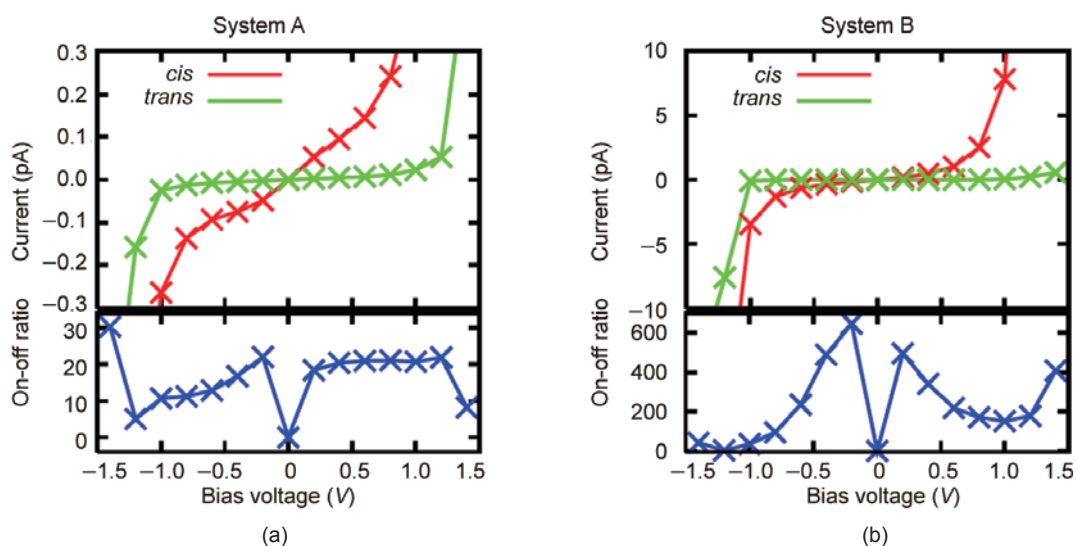 System A
0.3
0.2
0.1
0.0
−0.1
−0.2
−0.3
Current (pA)
cis
trans
30
20
10
0
On-off ratio
−1.5 −1.0 −0.5 0 0.5 1.0 1.5
Bias voltage (V)
(a)
System B
10
5
0
−5
−10
Current (pA)
cis
trans
600
400
200
0
On-off ratio
−1.5 −1.0 −0.5 0 0.5 1.0 1.5
Bias voltage (V)
(b)